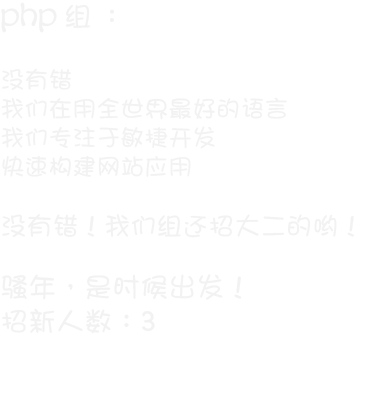 php 组：
没有错
我们在用全世界最好的语言
我们专注于敏捷开发
快速构建网站应用
没有错！我们组还招大二的哟！
骚年，是时候出发！
招新人数：3